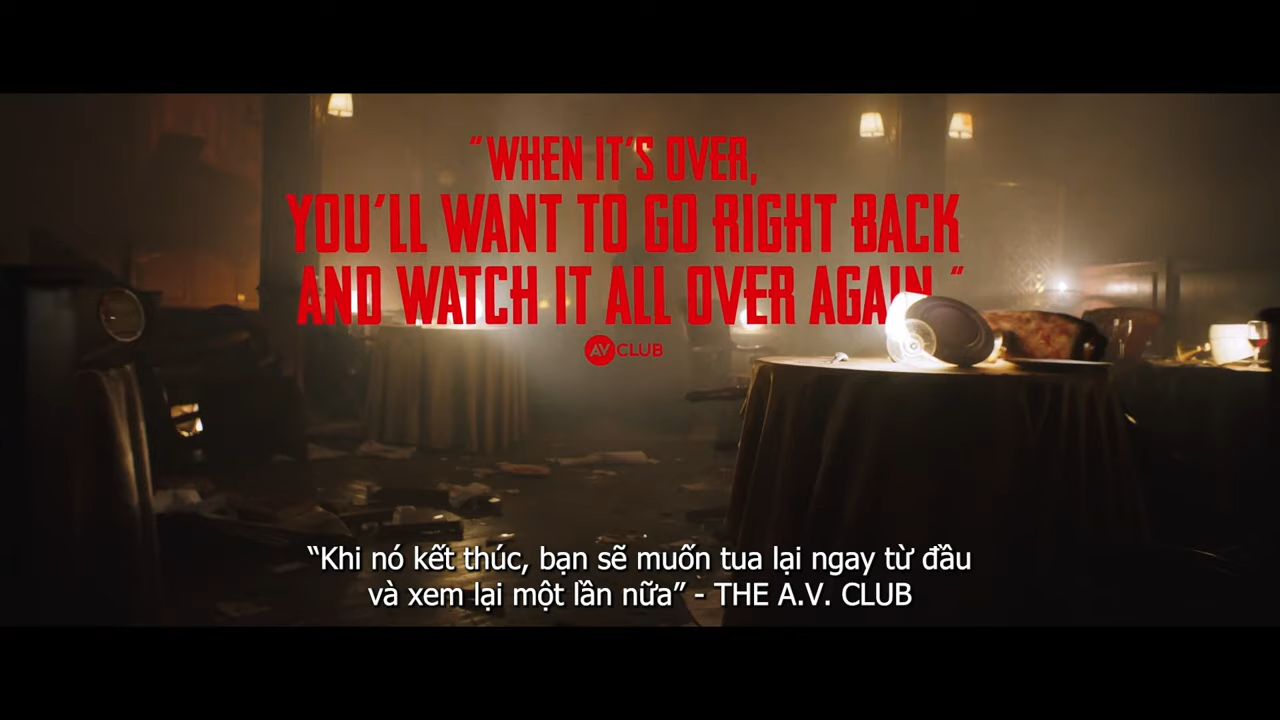 "WHEN IT'S OVER,
YOU'LL WANT TO GO RIGHT BACK
AND WATCH IT ALL OVER AGAIN."
AV CLUB
“Khi nó kết thúc, bạn sẽ muốn tua lại ngay từ đầu
và xem lại một lần nữa” - THE A.V. CLUB